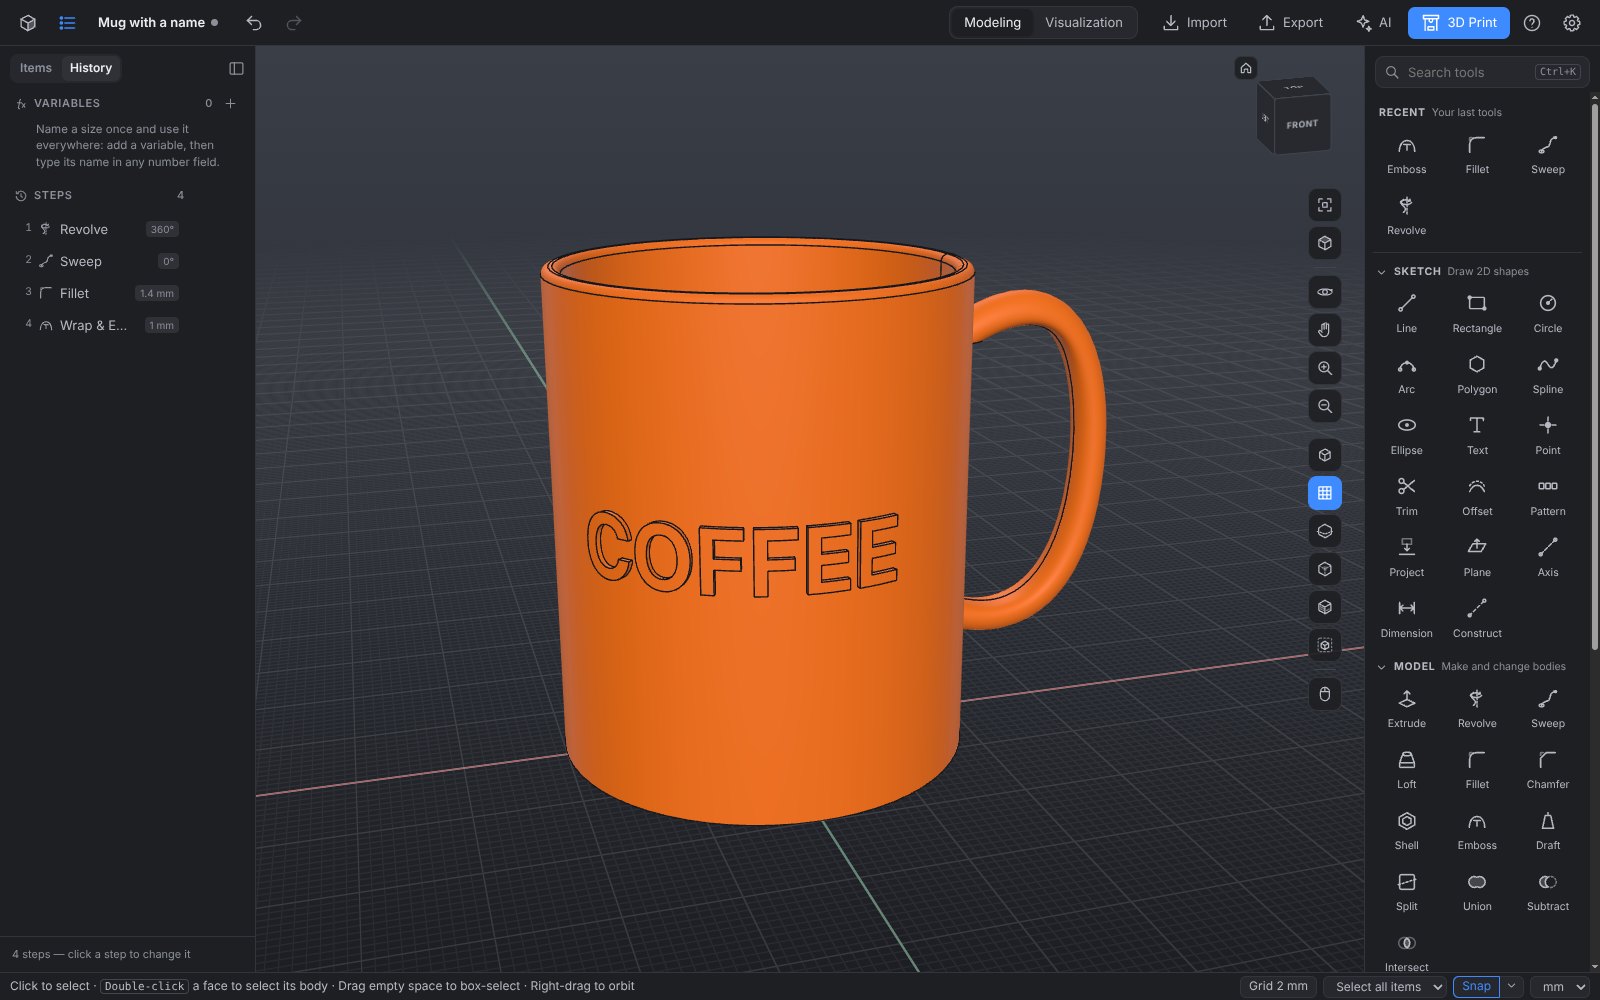 Mug with a name
Modeling
Visualization
Import
Export
AI
3D Print
Items
History
VARIABLES
0
Name a size once and use it
everywhere: add a variable, then
type its name in any number field.
STEPS
4
1 Revolve 360°
2 Sweep 0°
3 Fillet 1.4 mm
4 Wrap & E... 1 mm
4 steps — click a step to change it
TOP
FRONT
COFFEE
Search tools Ctrl+K
RECENT Your last tools
Emboss Fillet Sweep
Revolve
SKETCH Draw 2D shapes
Line Rectangle Circle
Arc Polygon Spline
Ellipse Text Point
Trim Offset Pattern
Project Plane Axis
Dimension Construct
MODEL Make and change bodies
Extrude Revolve Sweep
Loft Fillet Chamfer
Shell Emboss Draft
Split Union Subtract
Intersect
Click to select · Double-click a face to select its body · Drag empty space to box-select · Right-drag to orbit
Grid 2 mm
Select all items
Snap
mm